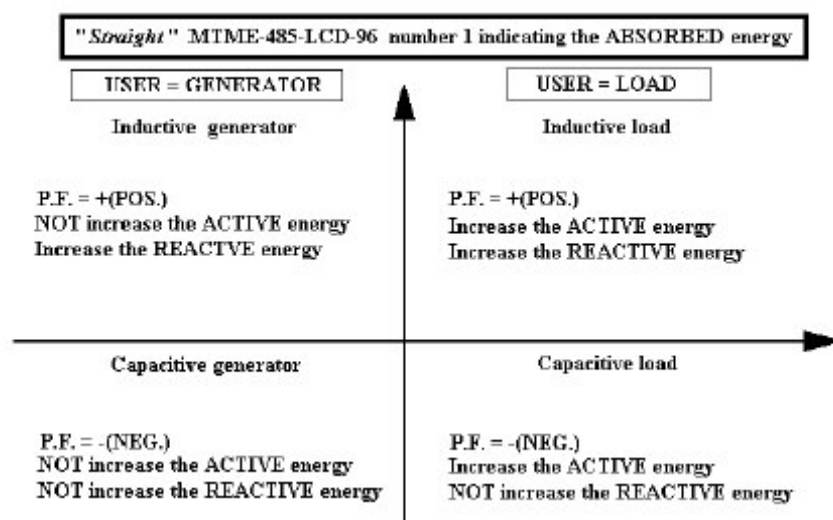 "Straight" MTME-485-LCD-96 number 1 indicating the ABSORBED energy
USER = GENERATOR
Inductive generator
P.F. = +(POS.)
NOT increase the ACTIVE energy
Increase the REACTVE energy
USER = LOAD
Inductive load
P.F. = +(POS.)
Increase the ACTIVE energy
Increase the REACTIVE energy
Capacitive generator
P.F. = -(NEG.)
NOT increase the ACTIVE energy
NOT increase the REACTIVE energy
Capacitive load
P.F. = -(NEG.)
Increase the ACTIVE energy
NOT increase the REACTIVE energy